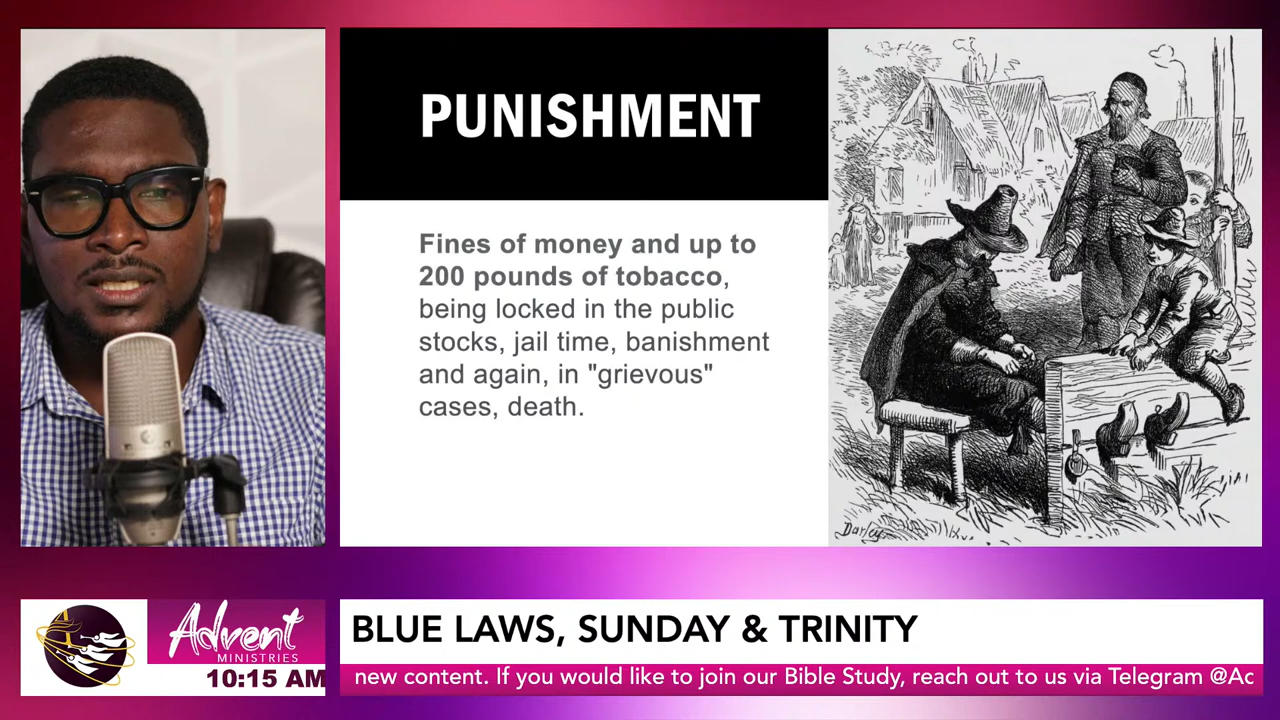 PUNISHMENT
Fines of money and up to
200 pounds of tobacco,
being locked in the public
stocks, jail time, banishment
and again, in "grievous"
cases, death.
Darley
Advent
MINISTRIES
10:15 AM
BLUE LAWS, SUNDAY & TRINITY
new content. If you would like to join our Bible Study, reach out to us via Telegram @Ac